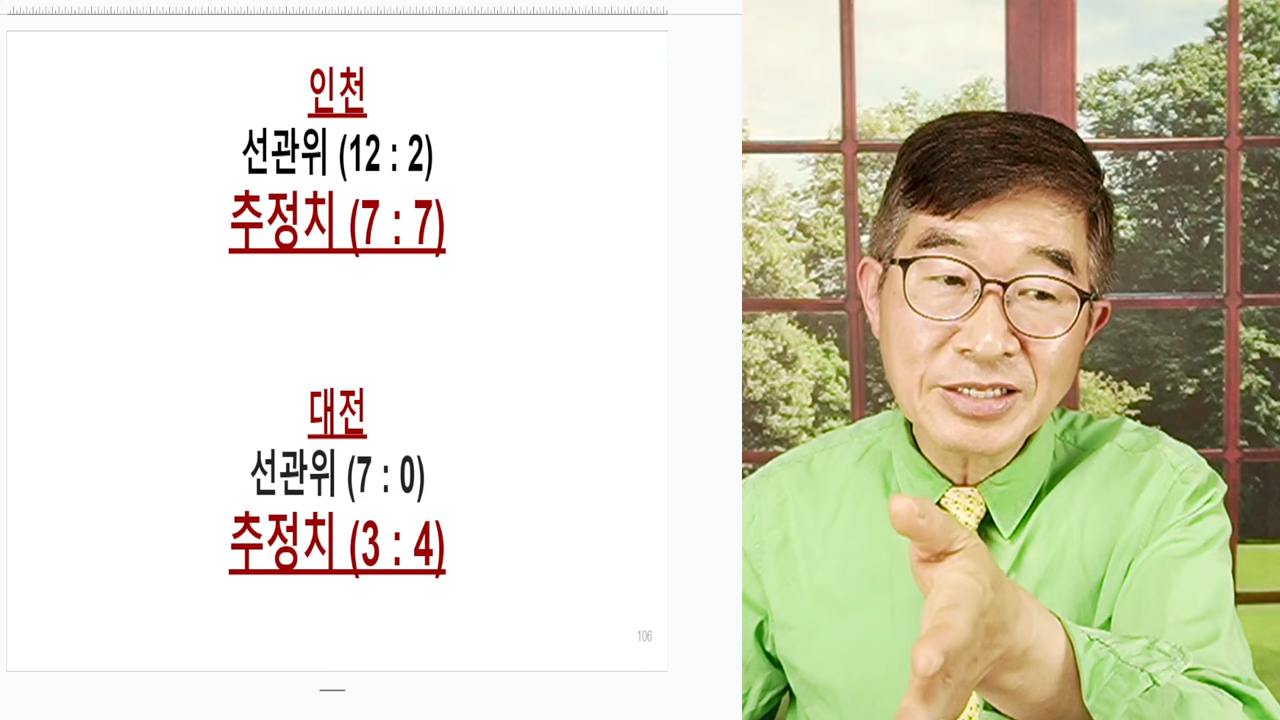 인천
선관위 (12 : 2)
추정치 (7 : 7)
대전
선관위 (7 : 0)
추정치 (3 : 4)
106